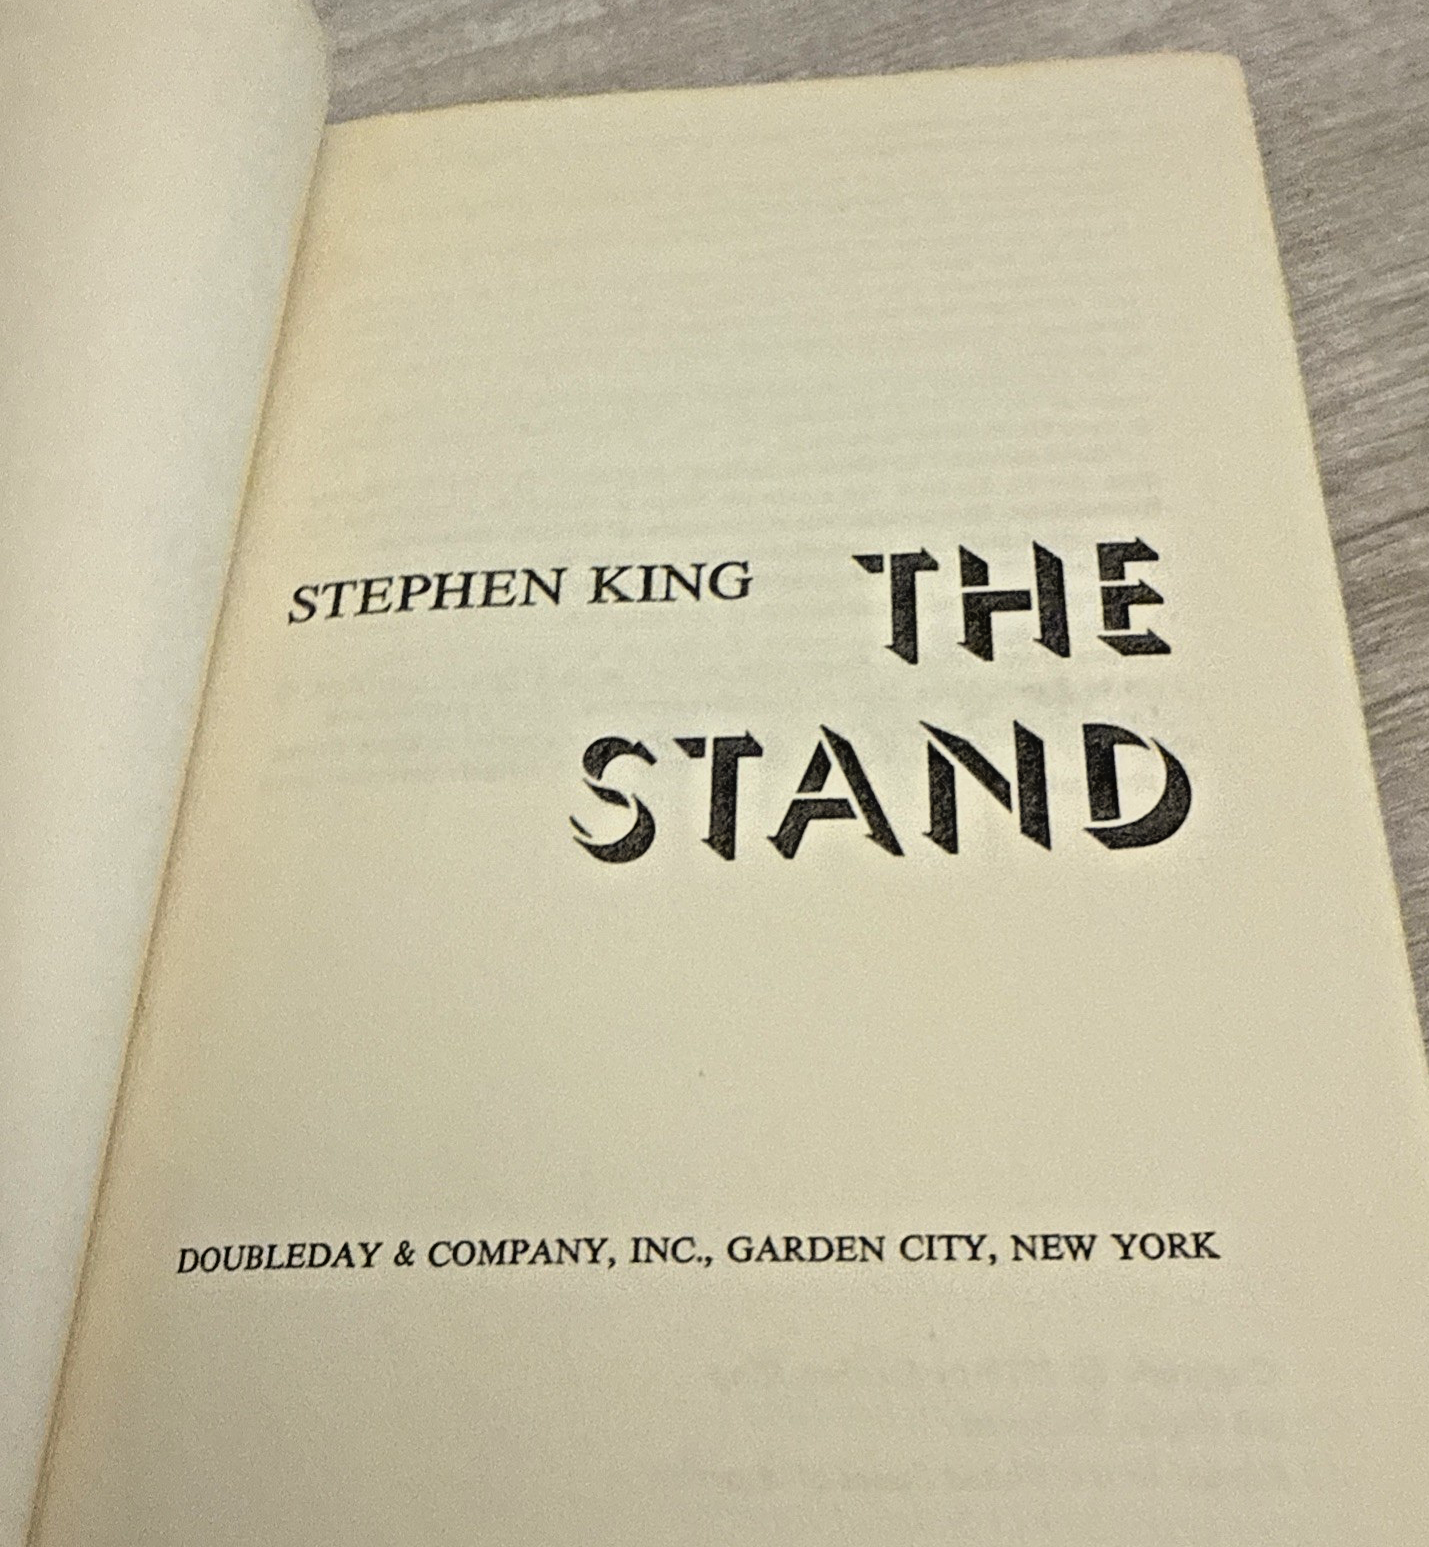 STEPHEN KING THE
STAND
DOUBLEDAY & COMPANY, INC., GARDEN CITY, NEW YORK